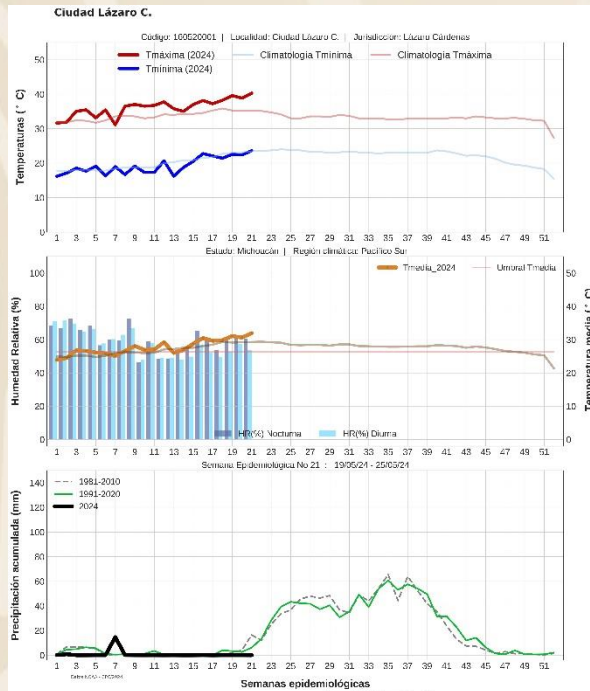 Ciudad Lázaro C.
Código: 160520001 | Localidad: Ciudad Lázaro C. | Jurisdiccion: Lázaro Cárdenas
Tmáxima (2024) Climatología Tmínima Climatología Tmáxima
Tmínima (2024)
Temperaturas (° C)
50
40
30
20
10
0
1 3 5 7 9 11 13 15 17 19 21 23 25 27 29 31 33 35 37 39 41 43 45 47 49 51
Estado: Michoacán | Región climática: Pacífico Sur
Tmedia_2024 Umbral Tmedia
Humedad Relativa (%)
Temperatura media (° C)
100 50
80 40
60 30
40 20
20 10
0 0
HR(%) Nocturna HR(%) Diurna
1 3 5 7 9 11 13 15 17 19 21 23 25 27 29 31 33 35 37 39 41 43 45 47 49 51
Semana Epidemiológica No 21 : 19/05/24 - 25/05/24
Precipitación acumulada (mm)
1981-2010
1991-2020
2024
140
120
100
80
60
40
20
0
1 3 5 7 9 11 13 15 17 19 21 23 25 27 29 31 33 35 37 39 41 43 45 47 49 51
Semanas epidemiológicas